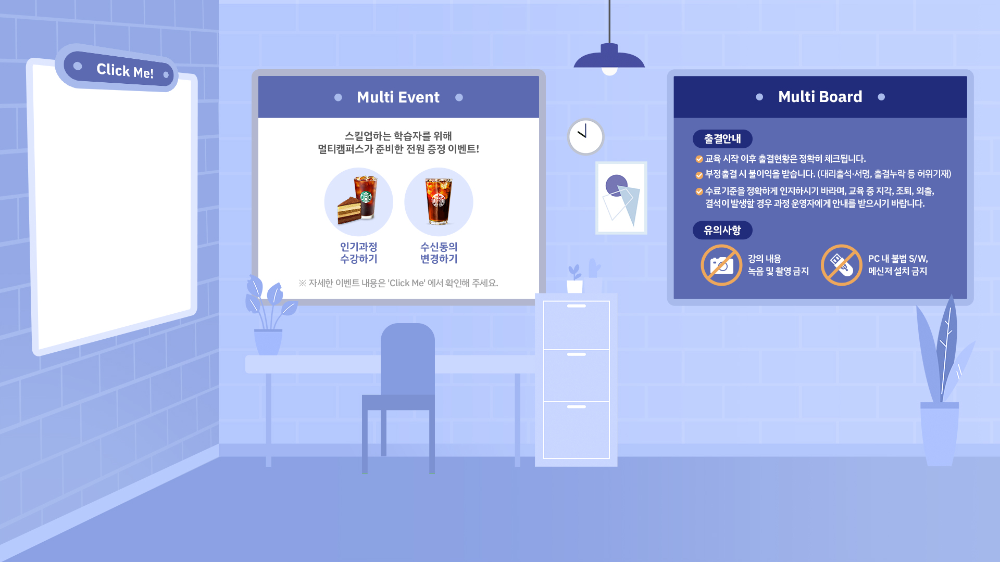 Click Me!
Multi Event
스킬업하는 학습자를 위해
멀티캠퍼스가 준비한 전원 증정 이벤트!
인기과정
수강하기
수신동의
변경하기
※ 자세한 이벤트 내용은 'Click Me' 에서 확인해 주세요.
Multi Board
출결안내
교육 시작 이후 출결현황은 정확히 체크됩니다.
부정출결 시 불이익을 받습니다. (대리출석·서명, 출결누락 등 허위기재)
수료기준을 정확하게 인지하시기 바라며, 교육 중 지각, 조퇴, 외출,
결석이 발생할 경우 과정 운영자에게 안내를 받으시기 바랍니다.
유의사항
강의 내용
녹음 및 촬영 금지
PC 내 불법 S/W,
메신저 설치 금지